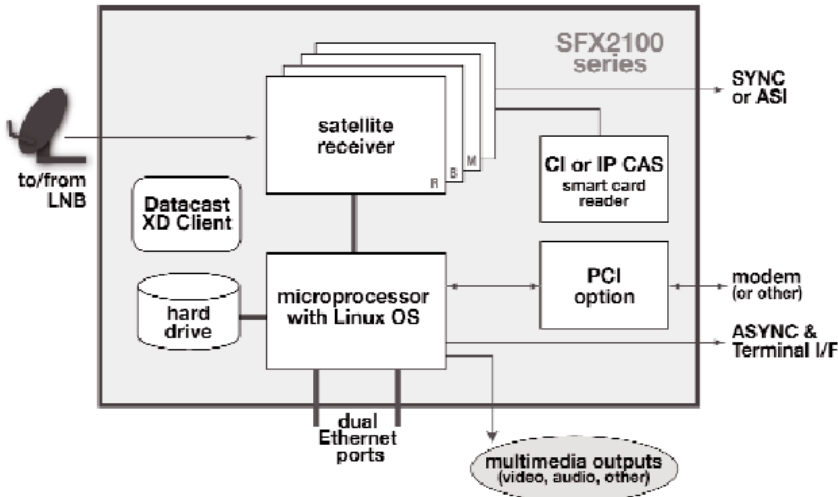 SFX2100
series
SYNC
or ASI
satellite
receiver
R
B
M
to/from
LNB
CI or IP CAS
smart card
reader
Datacast
XD Client
PCI
option
modem
(or other)
microprocessor
with Linux OS
hard
drive
ASYNC &
Terminal I/F
dual
Ethernet
ports
multimedia outputs
(video, audio, other)